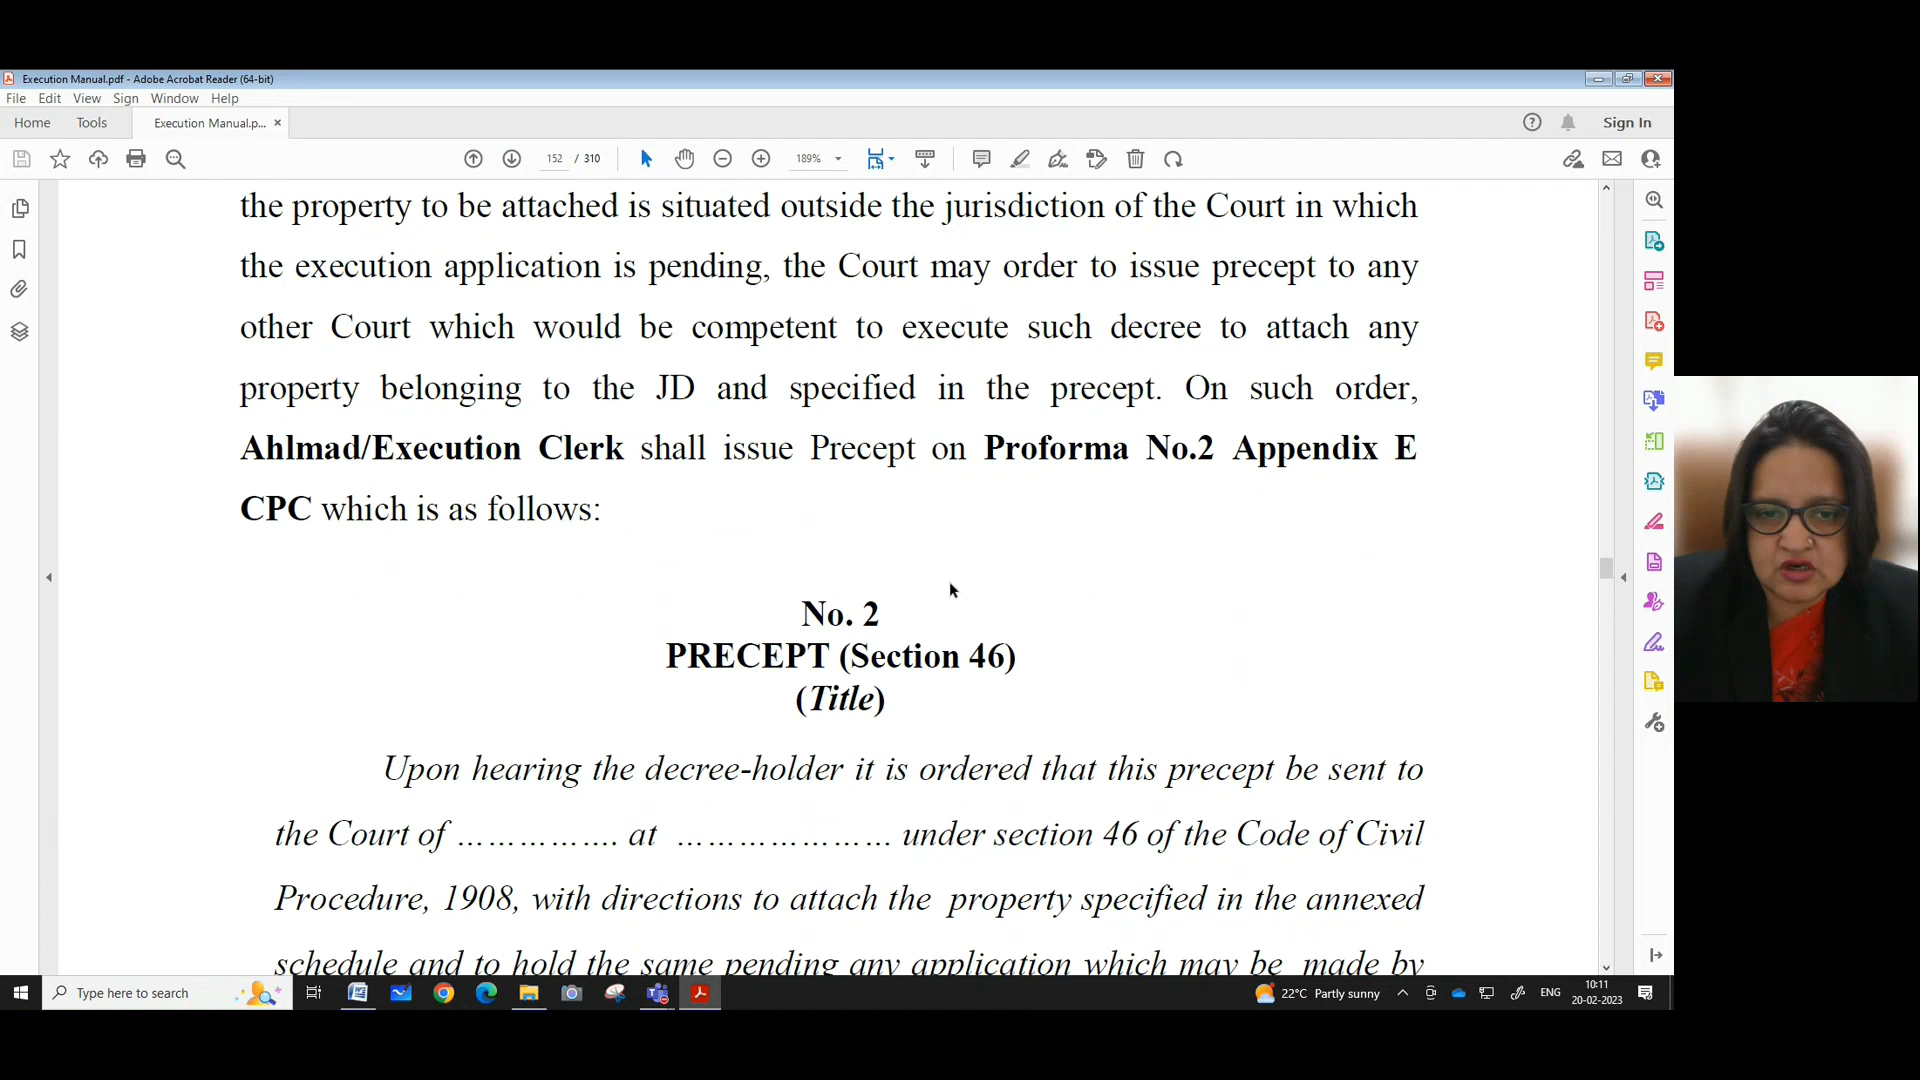 Execution Manual.pdf - Adobe Acrobat Reader (64-bit)
File Edit View Sign Window Help
Home Tools Execution Manual.p... × Sign In
152 / 310 189%
the property to be attached is situated outside the jurisdiction of the Court in which
the execution application is pending, the Court may order to issue precept to any
other Court which would be competent to execute such decree to attach any
property belonging to the JD and specified in the precept. On such order,
Ahlmad/Execution Clerk shall issue Precept on Proforma No.2 Appendix E
CPC which is as follows:
No. 2
PRECEPT (Section 46)
(Title)
Upon hearing the decree-holder it is ordered that this precept be sent to
the Court of ……………. at ………………… under section 46 of the Code of Civil
Procedure, 1908, with directions to attach the property specified in the annexed
schedule and to hold the same pending any application which may be made by
Type here to search 22°C Partly sunny ENG 10:11
20-02-2023